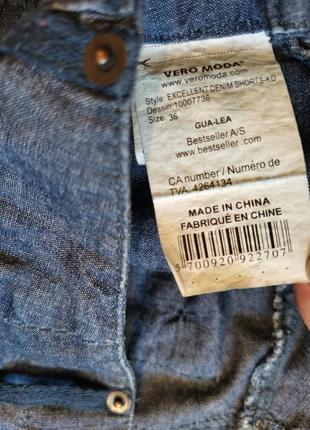 VERO MODA
www.veromoda.com
Style: EXCELLENT DENIM SHORTS-KO
Dessin: 10007736
Size: 36
GUA-LEA
Bestseller A/S
www.bestseller .com
CA number / Numéro de
TVA: 4264134
MADE IN CHINA
FABRIQUÉ EN CHINE
5 700920 922707